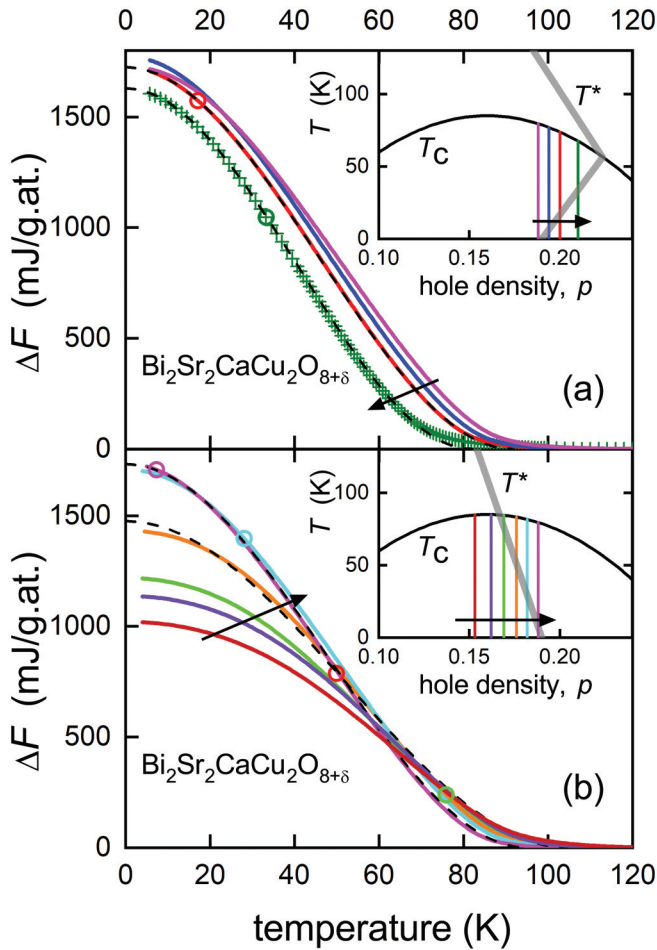 0 20 40 60 80 100 120
1500
1000
500
0
ΔF (mJ/g.at.)
Bi₂Sr₂CaCu₂O₈₊δ
(a)
T (K)
100
50
0
T*
Tc
0.10 0.15 0.20
hole density, p
1500
1000
500
0
ΔF (mJ/g.at.)
Bi₂Sr₂CaCu₂O₈₊δ
(b)
T (K)
100
50
0
T*
Tc
0.10 0.15 0.20
hole density, p
0 20 40 60 80 100 120
temperature (K)